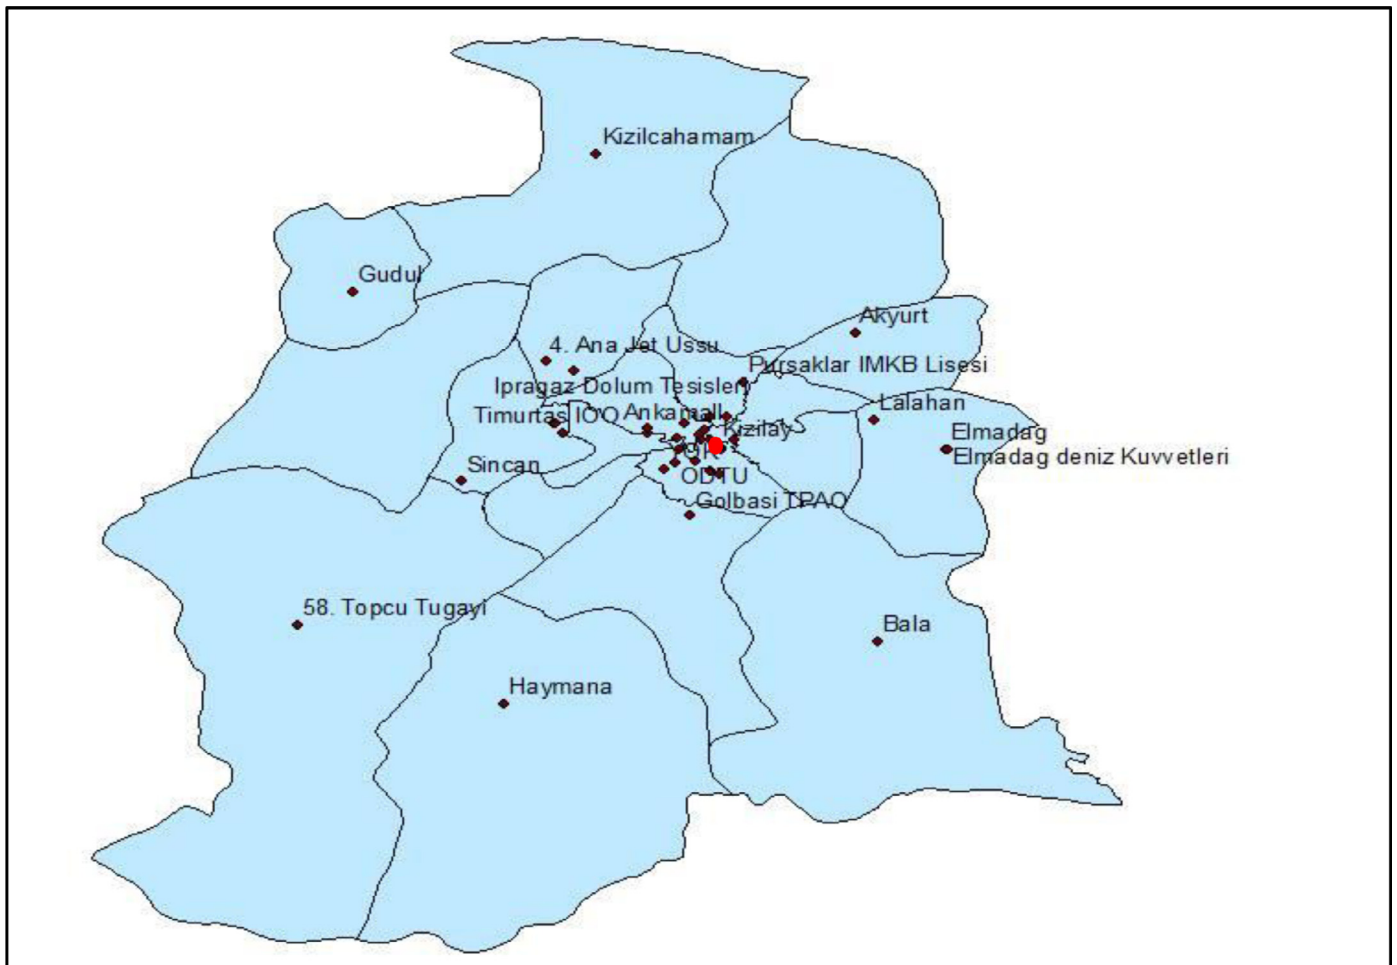 Kizilcahamam
Gudul
Akyurt
4. Ana Jet Ussu
Pursaklar IMKB Lisesi
Ipragaz Dolum Tesisleri
Lalahan
Timurtas IOO
Ankamall
Kizilay
Elmadag
Elmadag deniz Kuvvetleri
Sincan
ODTU
Golbasi TPAO
58. Topcu Tugayi
Bala
Haymana